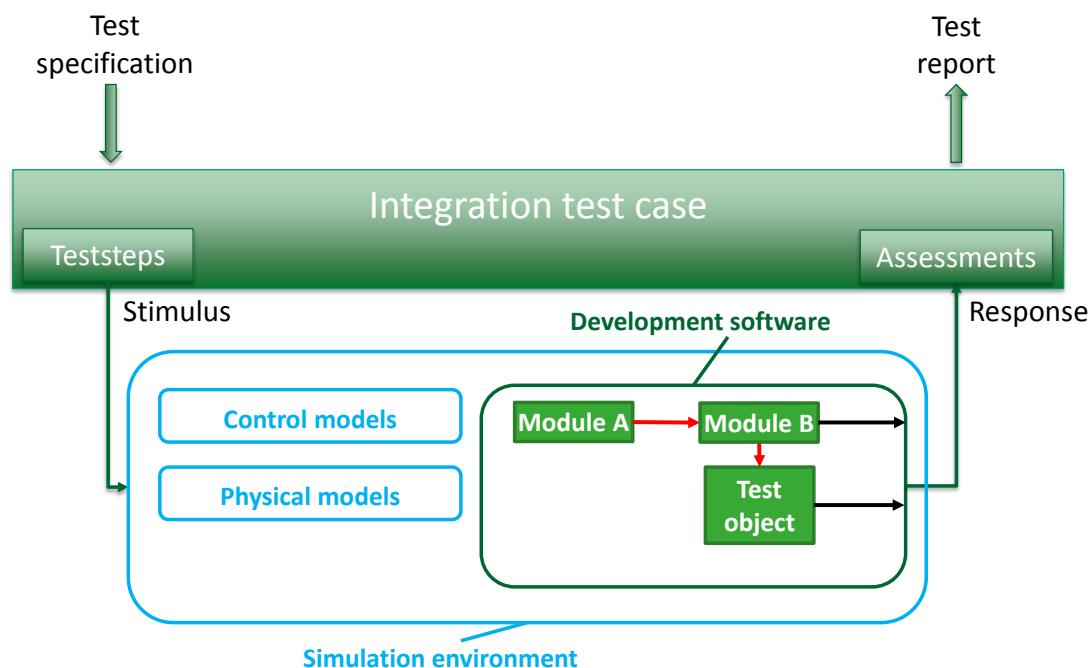 Test
specification
Test
report
Integration test case
Teststeps
Assessments
Stimulus
Response
Development software
Control models
Module A
Module B
Physical models
Test
object
Simulation environment